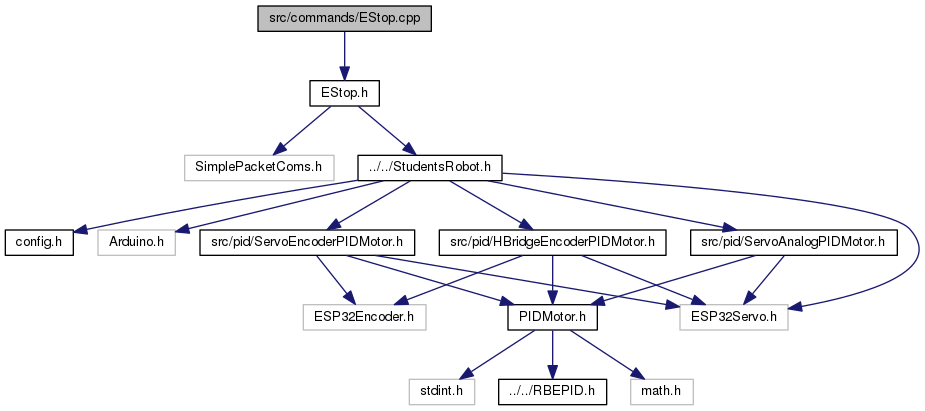 src/commands/EStop.cpp
EStop.h
SimplePacketComs.h
../../StudentsRobot.h
config.h
Arduino.h
src/pid/ServoEncoderPIDMotor.h
src/pid/HBridgeEncoderPIDMotor.h
src/pid/ServoAnalogPIDMotor.h
ESP32Encoder.h
PIDMotor.h
ESP32Servo.h
stdint.h
../../RBEPID.h
math.h